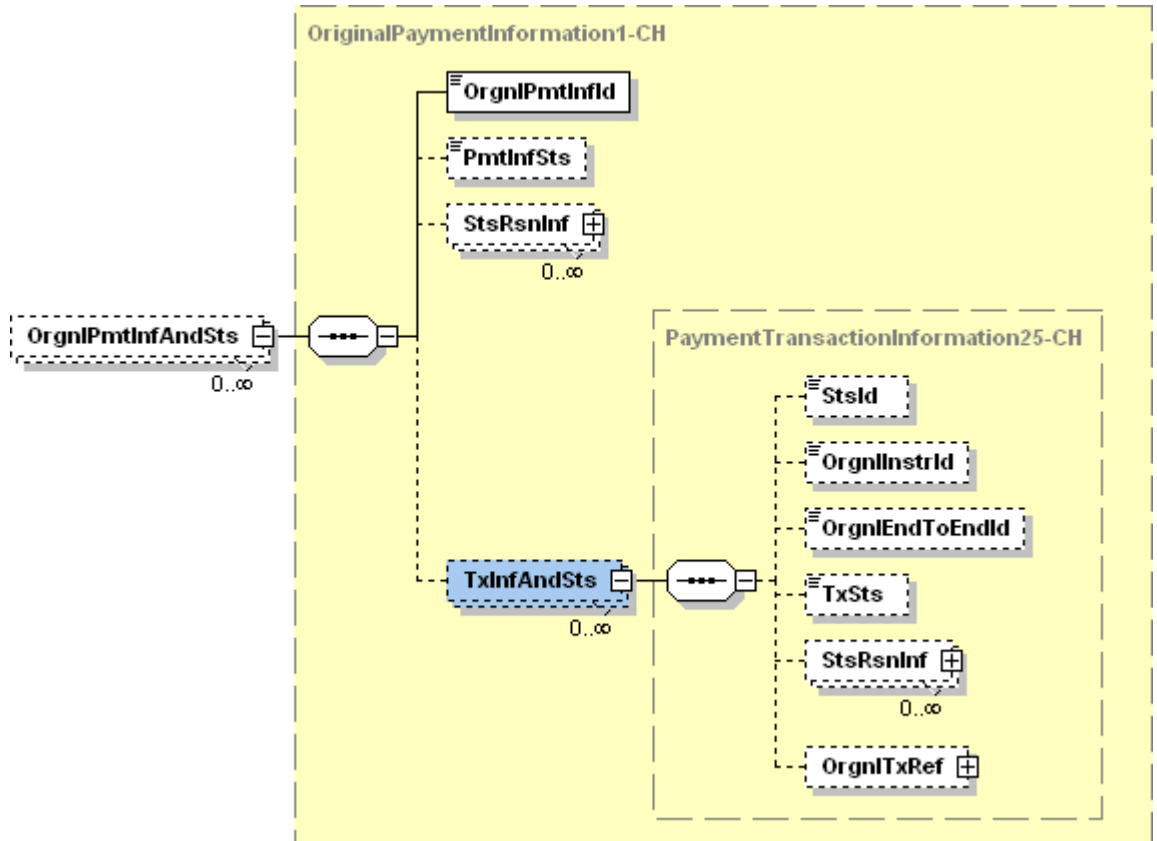 OriginalPaymentInformation1-CH
OrgnlPmtInfId
PmtInfSts
StsRsnInf
0..∞
OrgnlPmtInfAndSts
0..∞
PaymentTransactionInformation25-CH
StsId
OrgnlInstrId
OrgnlEndToEndId
TxInfAndSts
0..∞
TxSts
StsRsnInf
0..∞
OrgnlTxRef